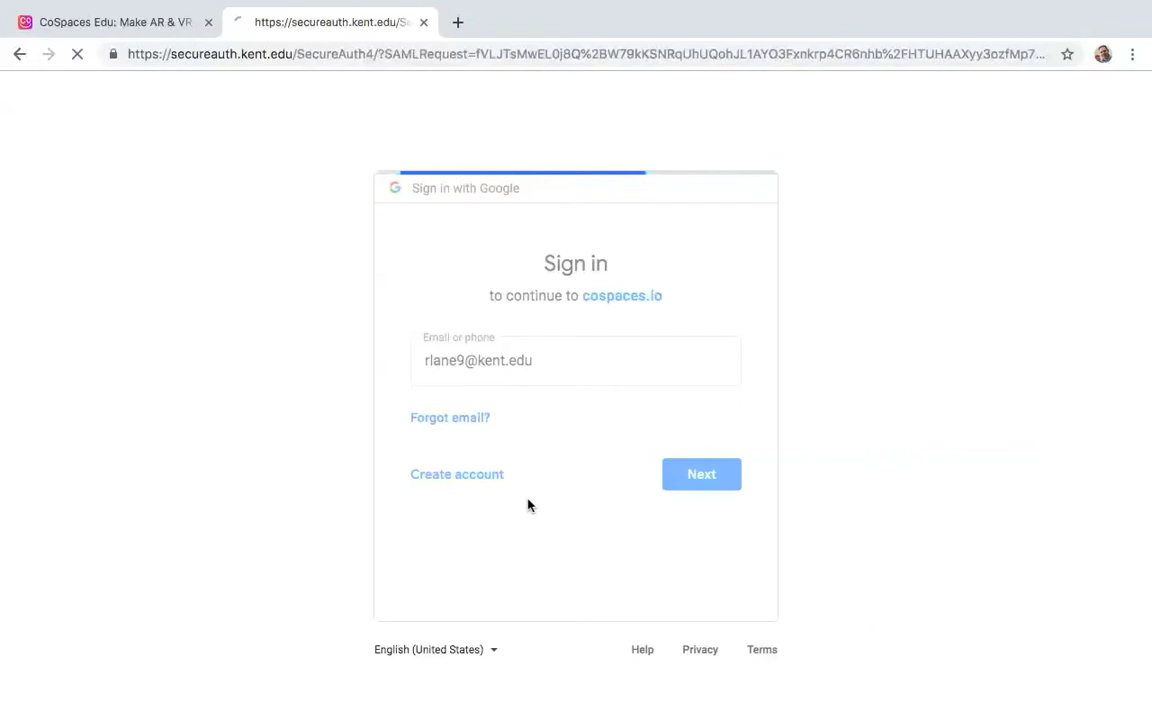 CoSpaces Edu: Make AR & VR
https://secureauth.kent.edu/Se
https://secureauth.kent.edu/SecureAuth4/?SAMLRequest=fVLJTsMwEL0j8Q%2BW79kKSNRqUhUQohJL1AYO3Fxnkrp4CR6nhb%2FHTUHAAXyy3ozfMp7...
Sign in with Google
Sign in
to continue to cospaces.io
Email or phone
rlane9@kent.edu
Forgot email?
Create account
Next
English (United States)
Help
Privacy
Terms